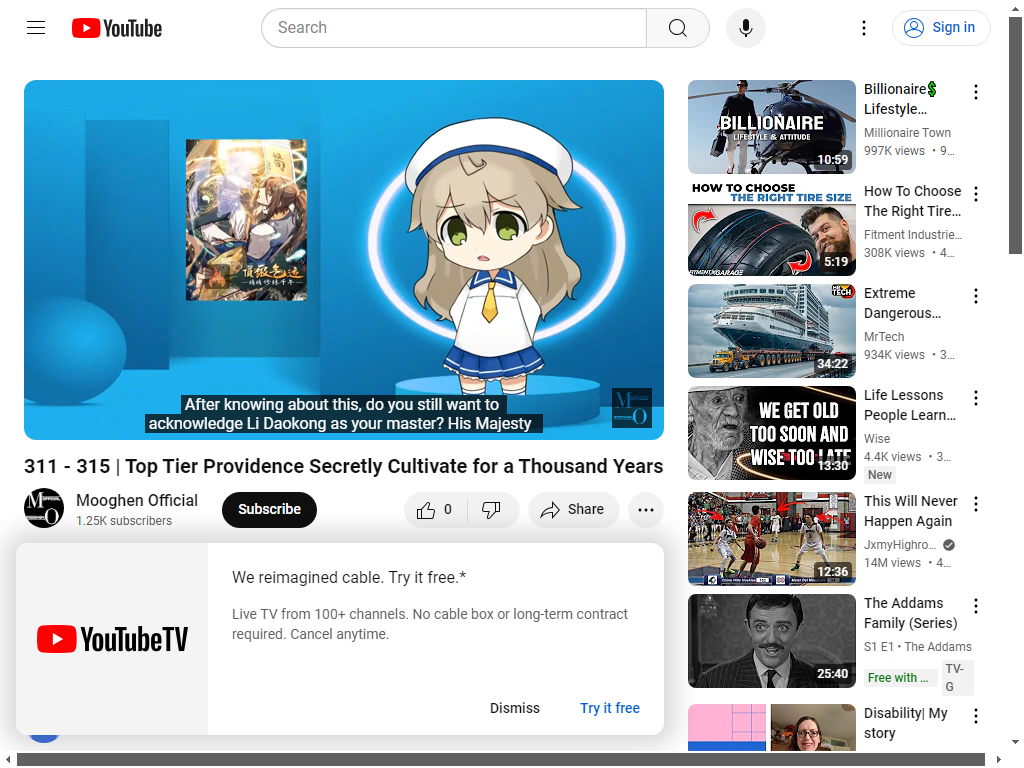 YouTube
Search
Sign in
After knowing about this, do you still want to
acknowledge Li Daokong as your master? His Majesty
311 - 315 | Top Tier Providence Secretly Cultivate for a Thousand Years
Mooghen Official
1.25K subscribers
Subscribe
0
Share
We reimagined cable. Try it free.*
Live TV from 100+ channels. No cable box or long-term contract
required. Cancel anytime.
YouTubeTV
Dismiss
Try it free
BILLIONAIRE
LIFESTYLE & ATTITUDE
10:59
Billionaire💲
Lifestyle…
Millionaire Town
997K views • 9…
HOW TO CHOOSE
THE RIGHT TIRE SIZE
5:19
How To Choose
The Right Tire…
Fitment Industrie…
308K views • 4…
MR TECH
34:22
Extreme
Dangerous…
MrTech
934K views • 3…
WE GET OLD
TOO SOON AND
WISE TOO LATE
13:30
Life Lessons
People Learn…
Wise
4.4K views • 3…
New
12:36
This Will Never
Happen Again
JxmyHighro…
14M views • 4…
25:40
The Addams
Family (Series)
S1 E1 • The Addams
Free with …
TV-
G
Disability| My
story